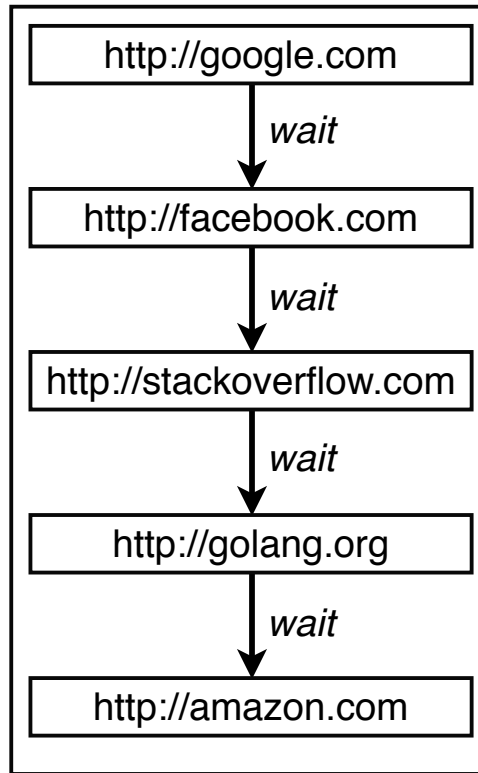 http://google.com
wait
http://facebook.com
wait
http://stackoverflow.com
wait
http://golang.org
wait
http://amazon.com